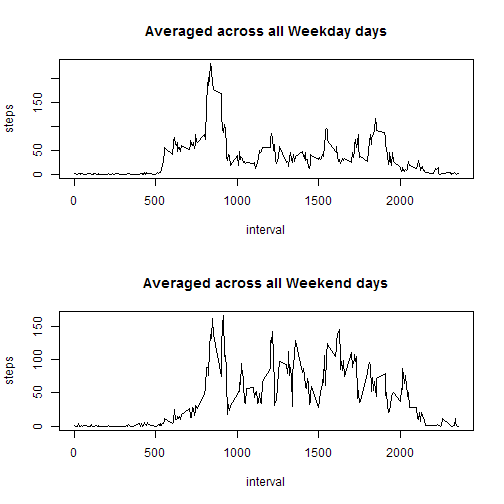 Averaged across all Weekday days
150
50
0
steps
0 500 1000 1500 2000
interval
Averaged across all Weekend days
150
100
50
0
steps
0 500 1000 1500 2000
interval